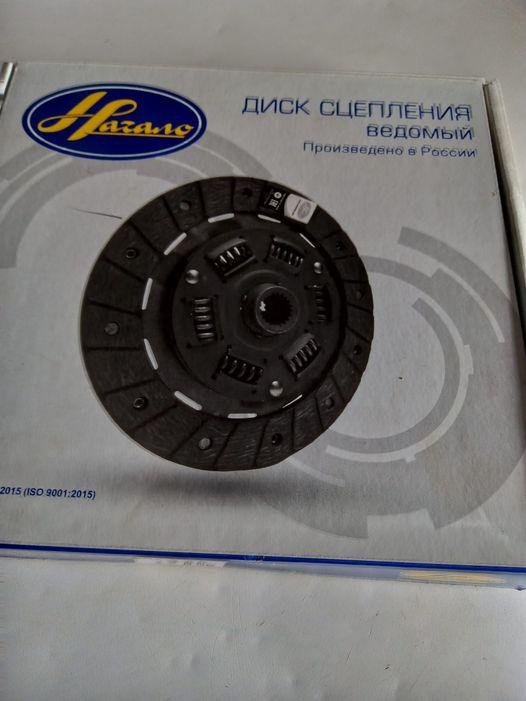 Начало
ДИСК СЦЕПЛЕНИЯ
ВЕДОМЫЙ
Произведено в России
2015 (ISO 9001:2015)